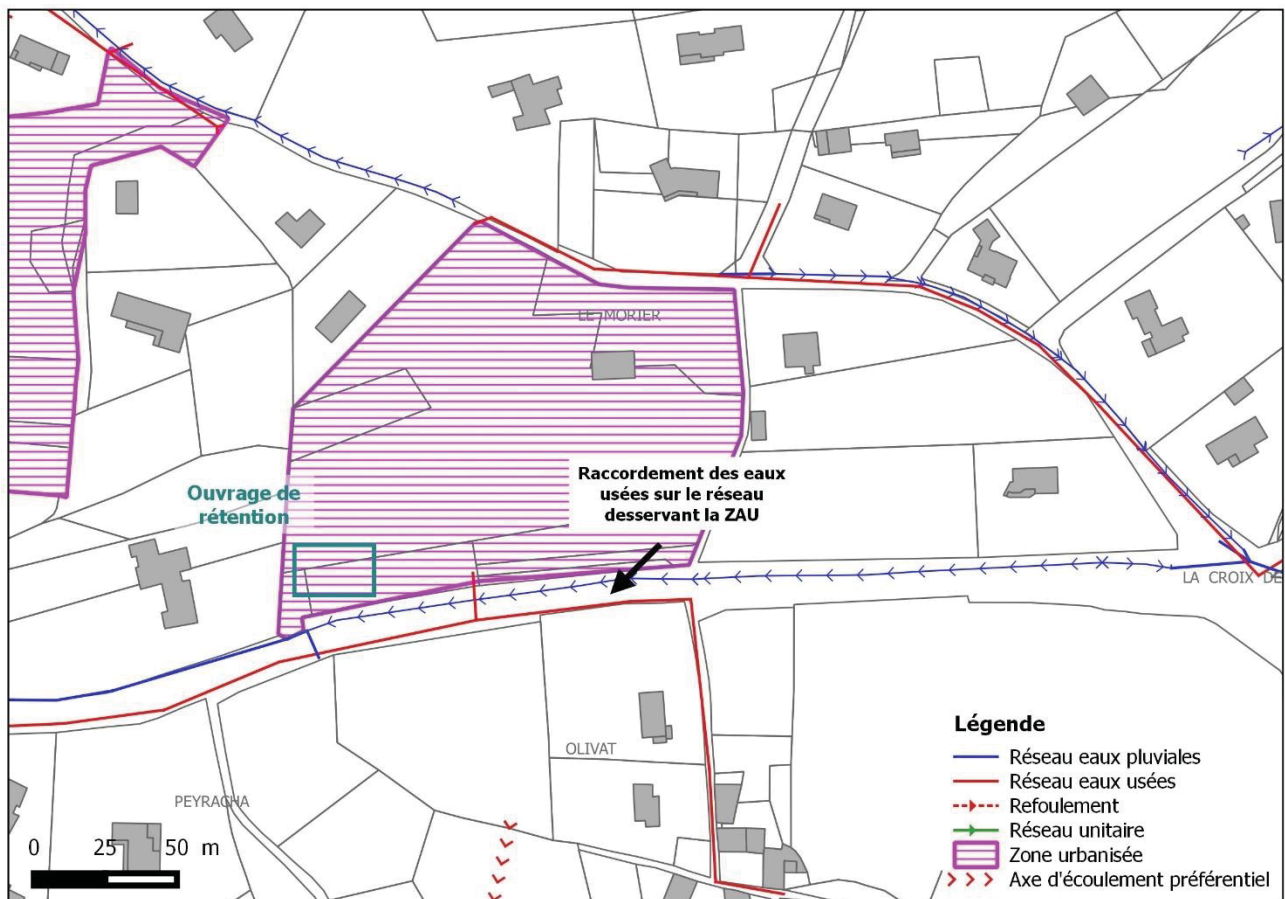 LE MORIER
Raccordement des eaux
usées sur le réseau
desservant la ZAU
Ouvrage de
rétention
LA CROIX DE
OLIVAT
PEYRACHA
0 25 50 m
Légende
Réseau eaux pluviales
Réseau eaux usées
Refoulement
Réseau unitaire
Zone urbanisée
Axe d'écoulement préférentiel